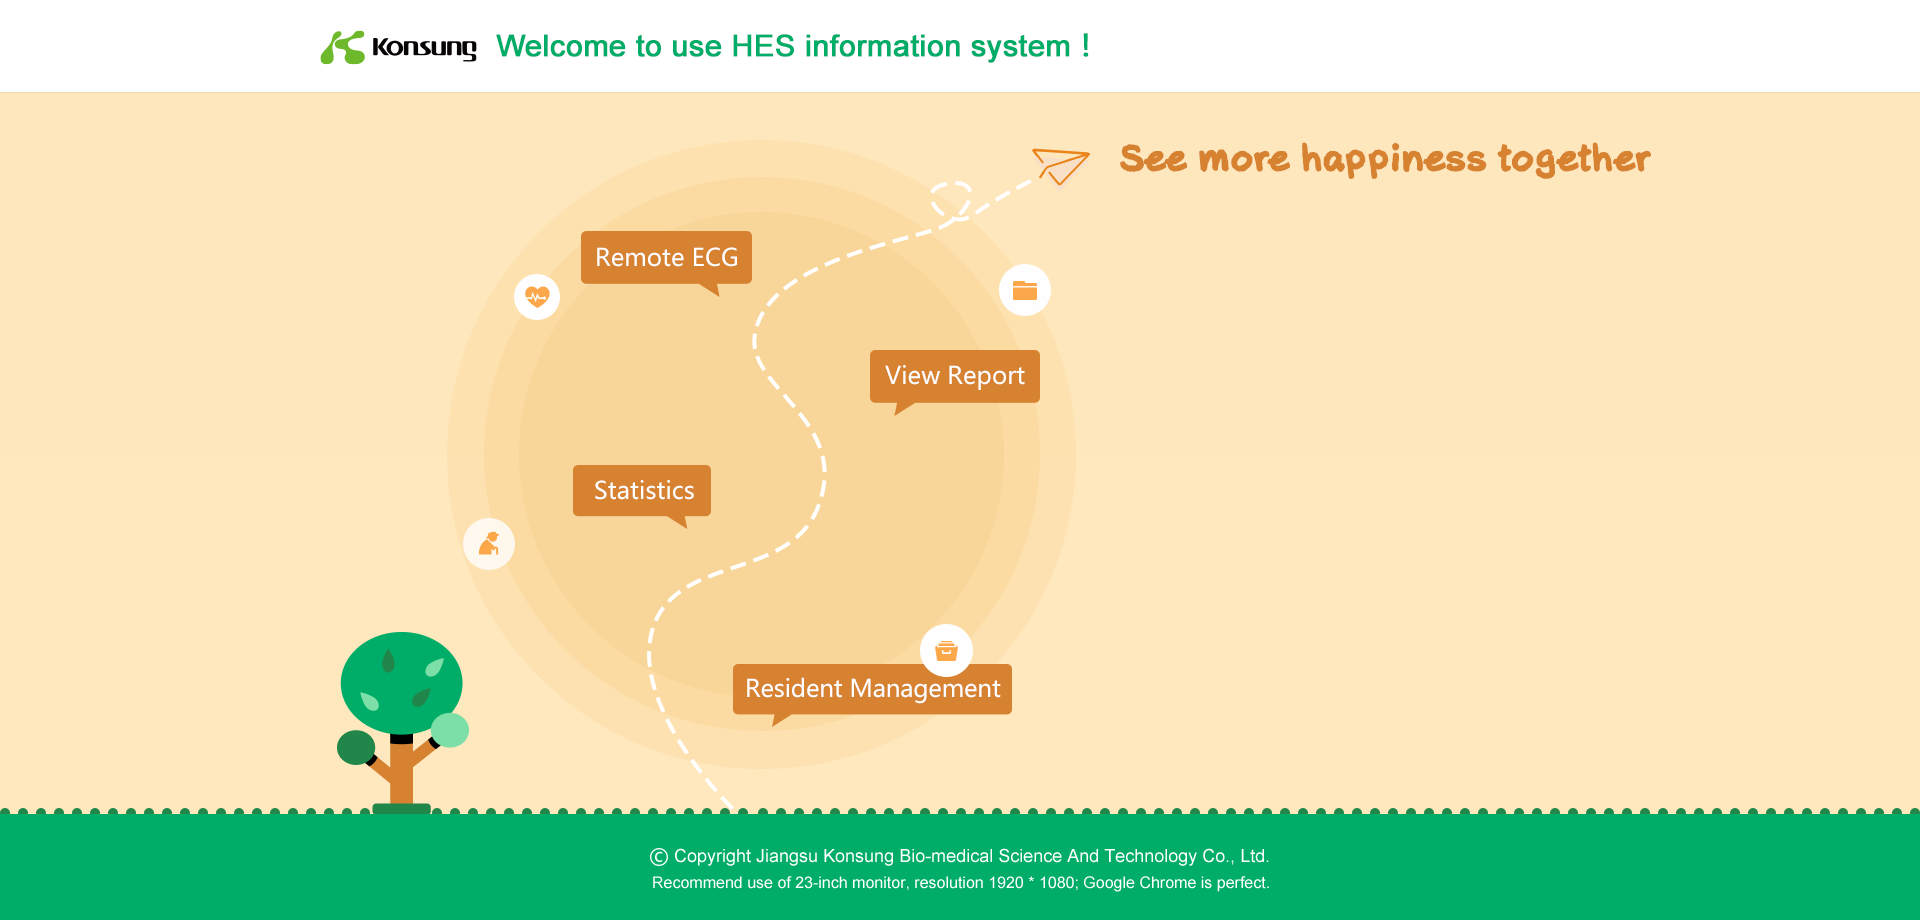 Konsung
Welcome to use HES information system !
See more happiness together
Remote ECG
View Report
Statistics
Resident Management
© Copyright Jiangsu Konsung Bio-medical Science And Technology Co., Ltd.
Recommend use of 23-inch monitor, resolution 1920 * 1080; Google Chrome is perfect.